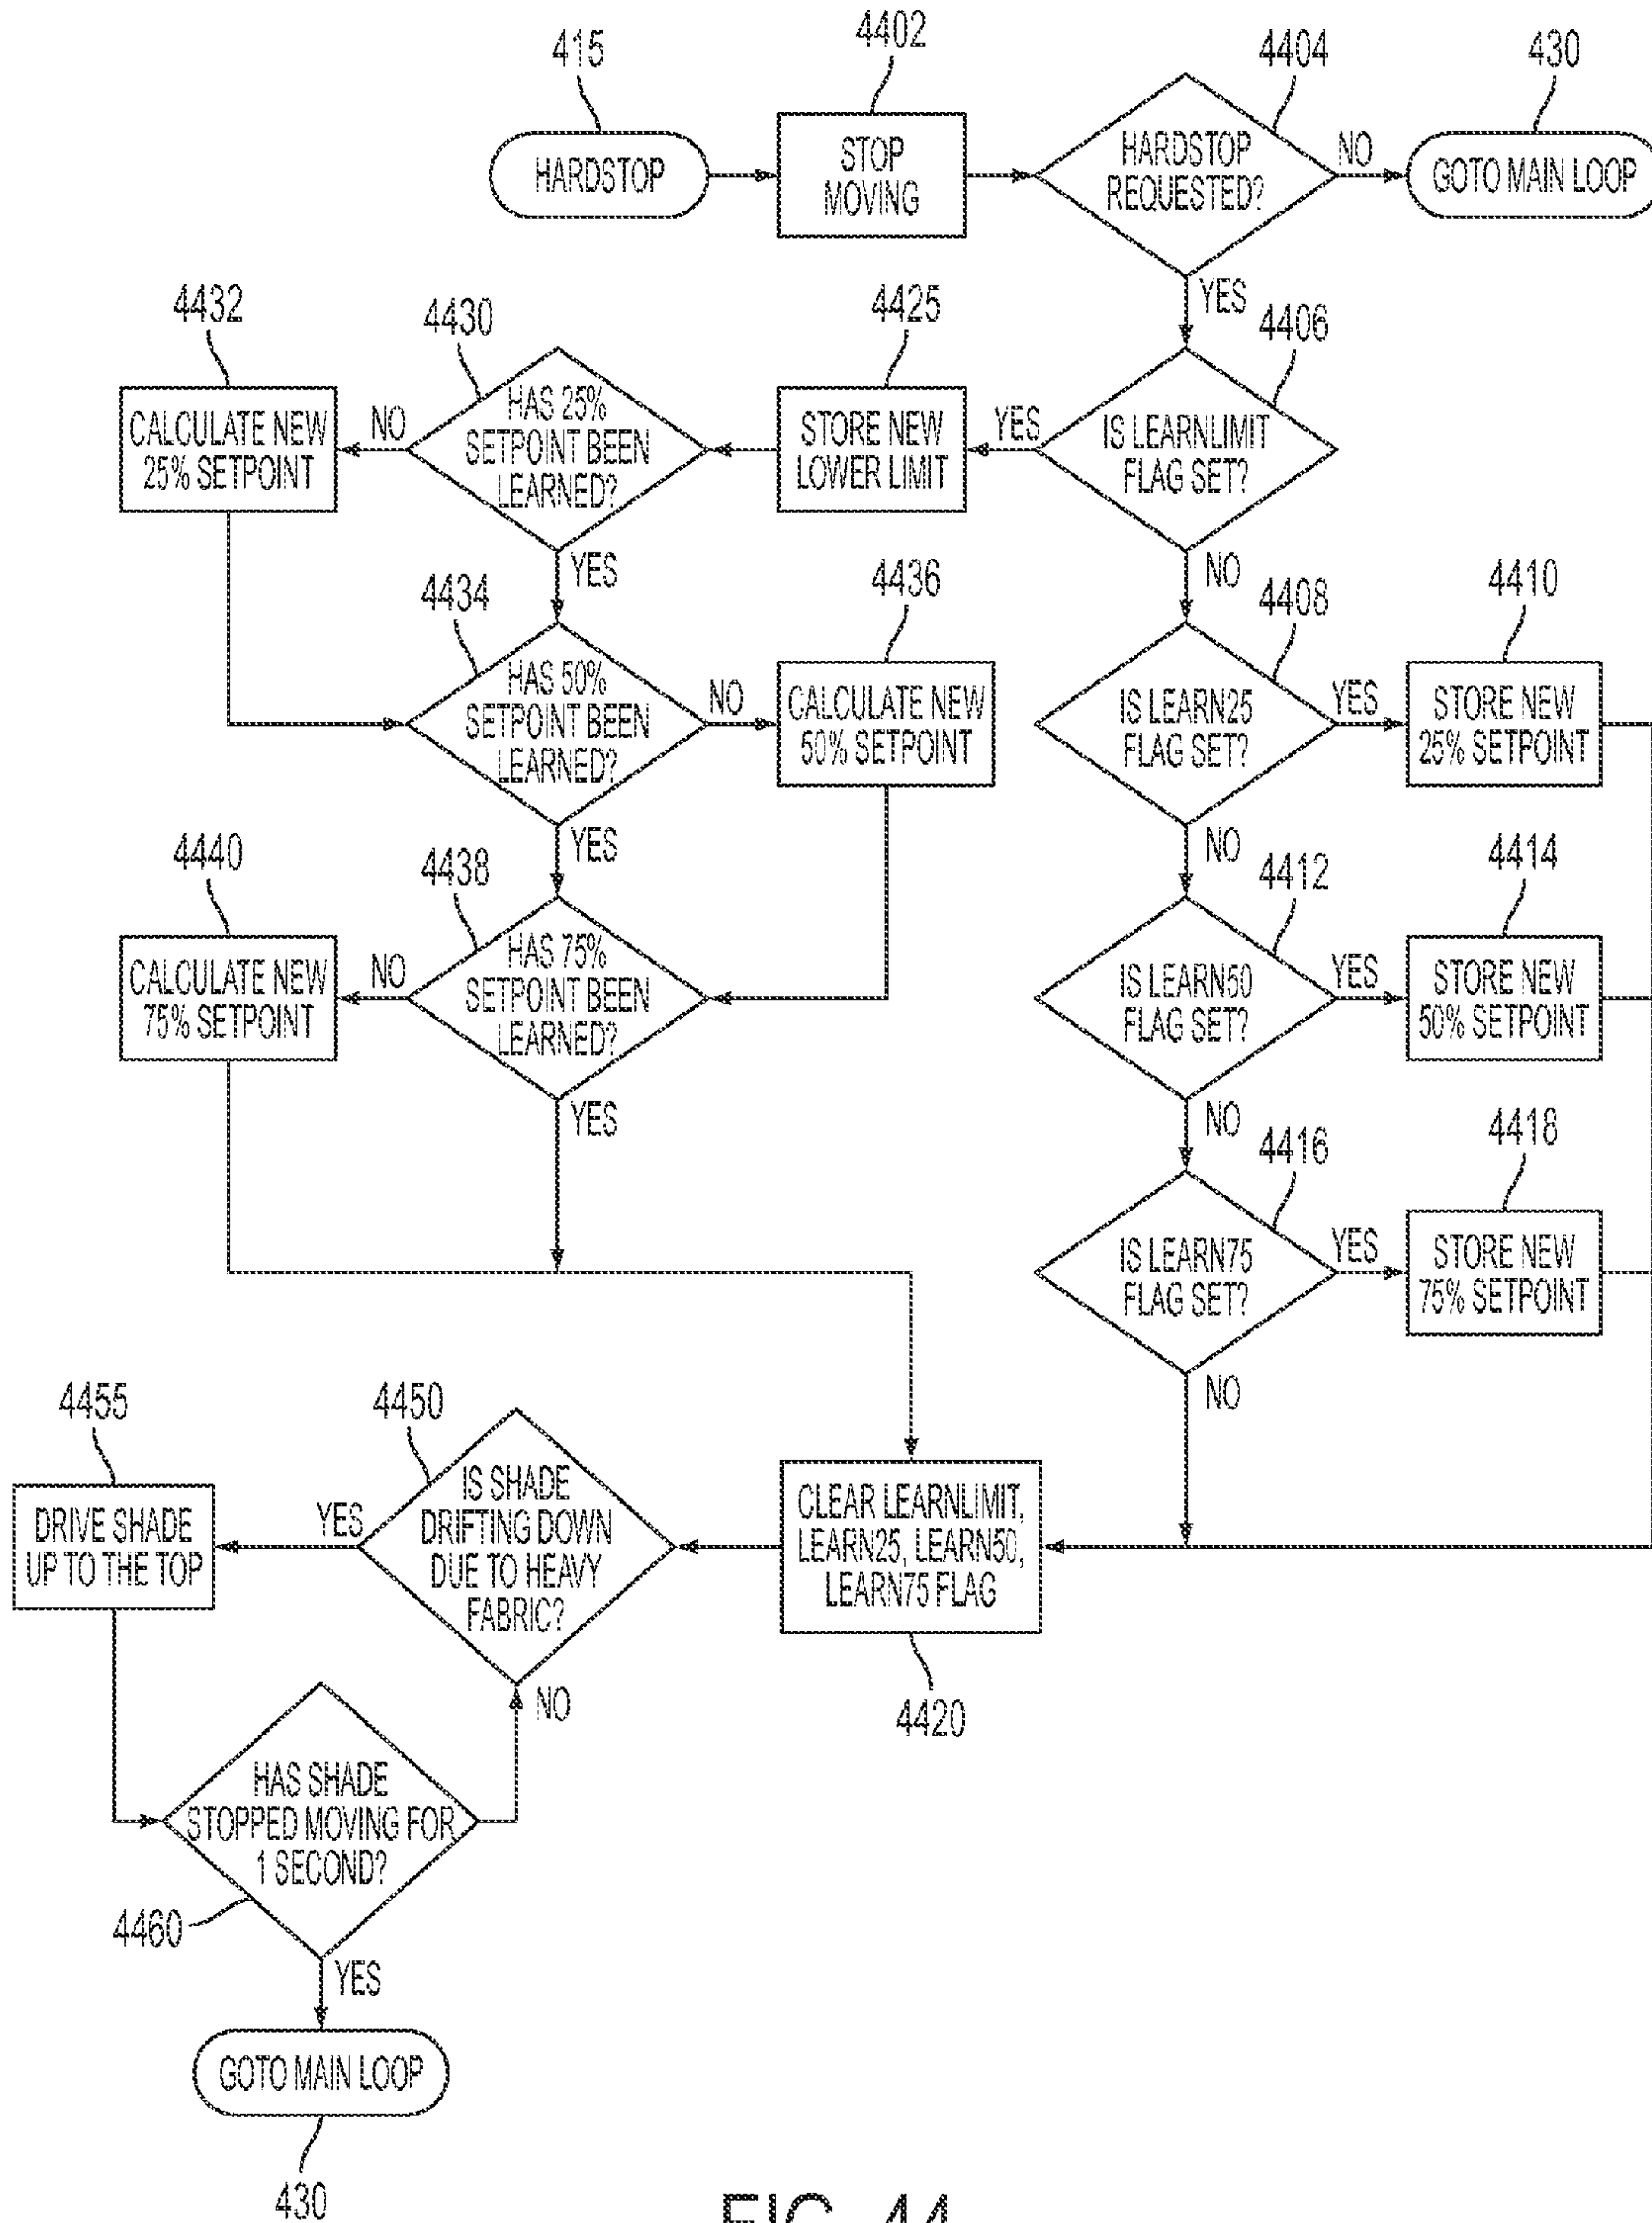 415
4402
4404
430
HARDSTOP
STOP
MOVING
HARDSTOP
REQUESTED?
NO
GOTO MAIN LOOP
YES
4432
4430
4425
4406
CALCULATE NEW
25% SETPOINT
NO
HAS 25%
SETPOINT BEEN
LEARNED?
STORE NEW
LOWER LIMIT
YES
IS LEARNLIMIT
FLAG SET?
YES
NO
4434
4436
4408
4410
HAS 50%
SETPOINT BEEN
LEARNED?
NO
CALCULATE NEW
50% SETPOINT
IS LEARN25
FLAG SET?
YES
STORE NEW
25% SETPOINT
YES
NO
4440
4438
4412
4414
CALCULATE NEW
75% SETPOINT
NO
HAS 75%
SETPOINT BEEN
LEARNED?
IS LEARN50
FLAG SET?
YES
STORE NEW
50% SETPOINT
YES
NO
4416
4418
IS LEARN75
FLAG SET?
YES
STORE NEW
75% SETPOINT
NO
4455
4450
DRIVE SHADE
UP TO THE TOP
YES
IS SHADE
DRIFTING DOWN
DUE TO HEAVY
FABRIC?
CLEAR LEARNLIMIT,
LEARN25, LEARN50,
LEARN75 FLAG
NO
4420
HAS SHADE
STOPPED MOVING FOR
1 SECOND?
4460
YES
GOTO MAIN LOOP
430
FIG. 44